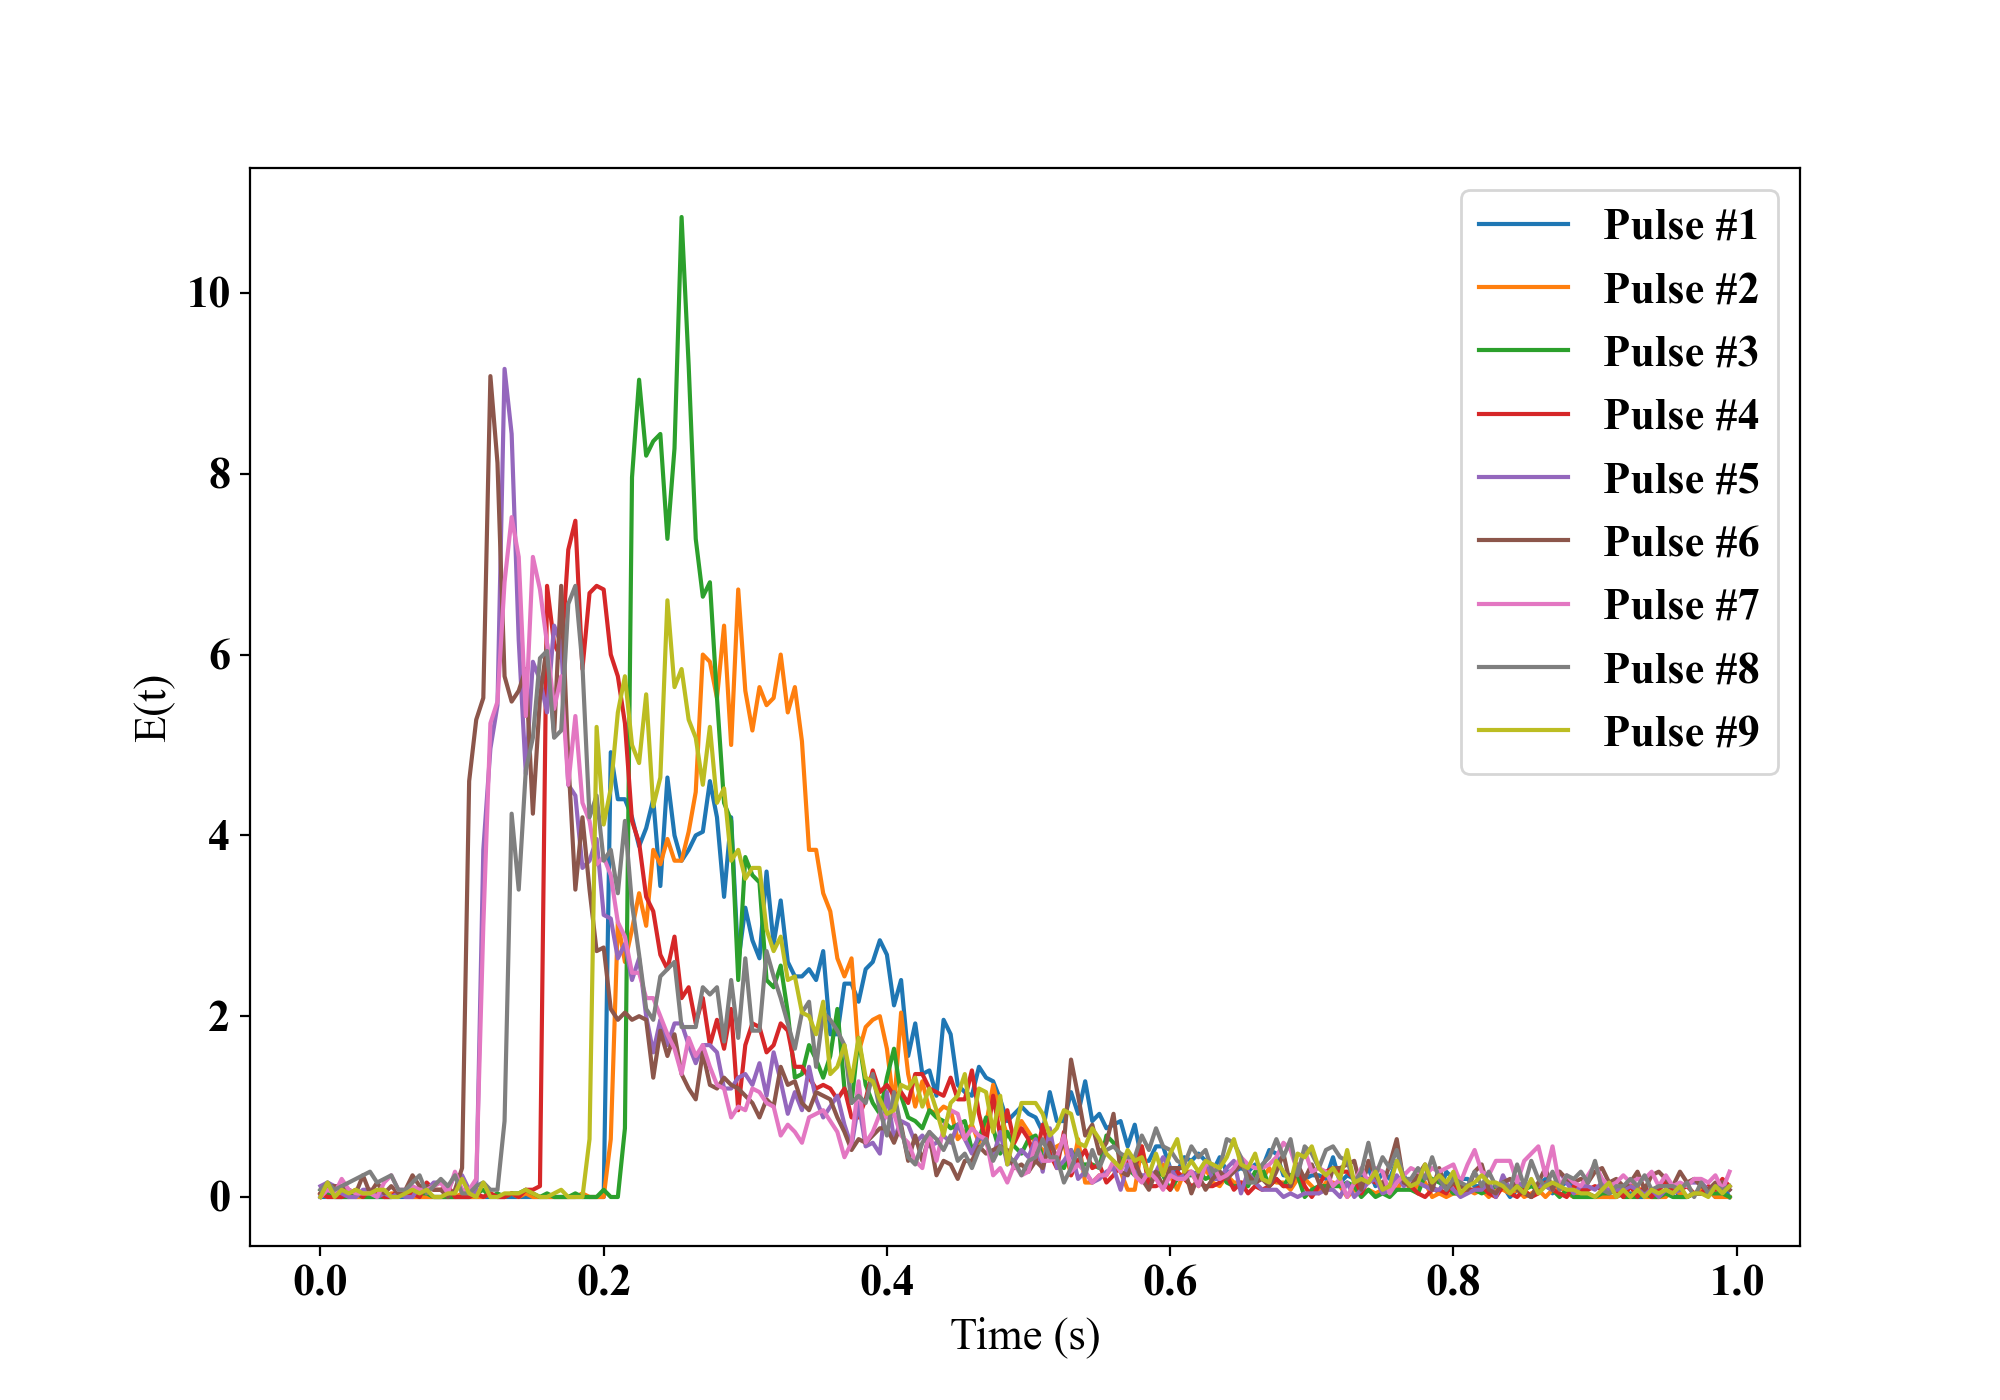 Pulse #1
Pulse #2
Pulse #3
Pulse #4
Pulse #5
Pulse #6
Pulse #7
Pulse #8
Pulse #9
10
8
6
4
2
0
E(t)
0.0 0.2 0.4 0.6 0.8 1.0
Time (s)